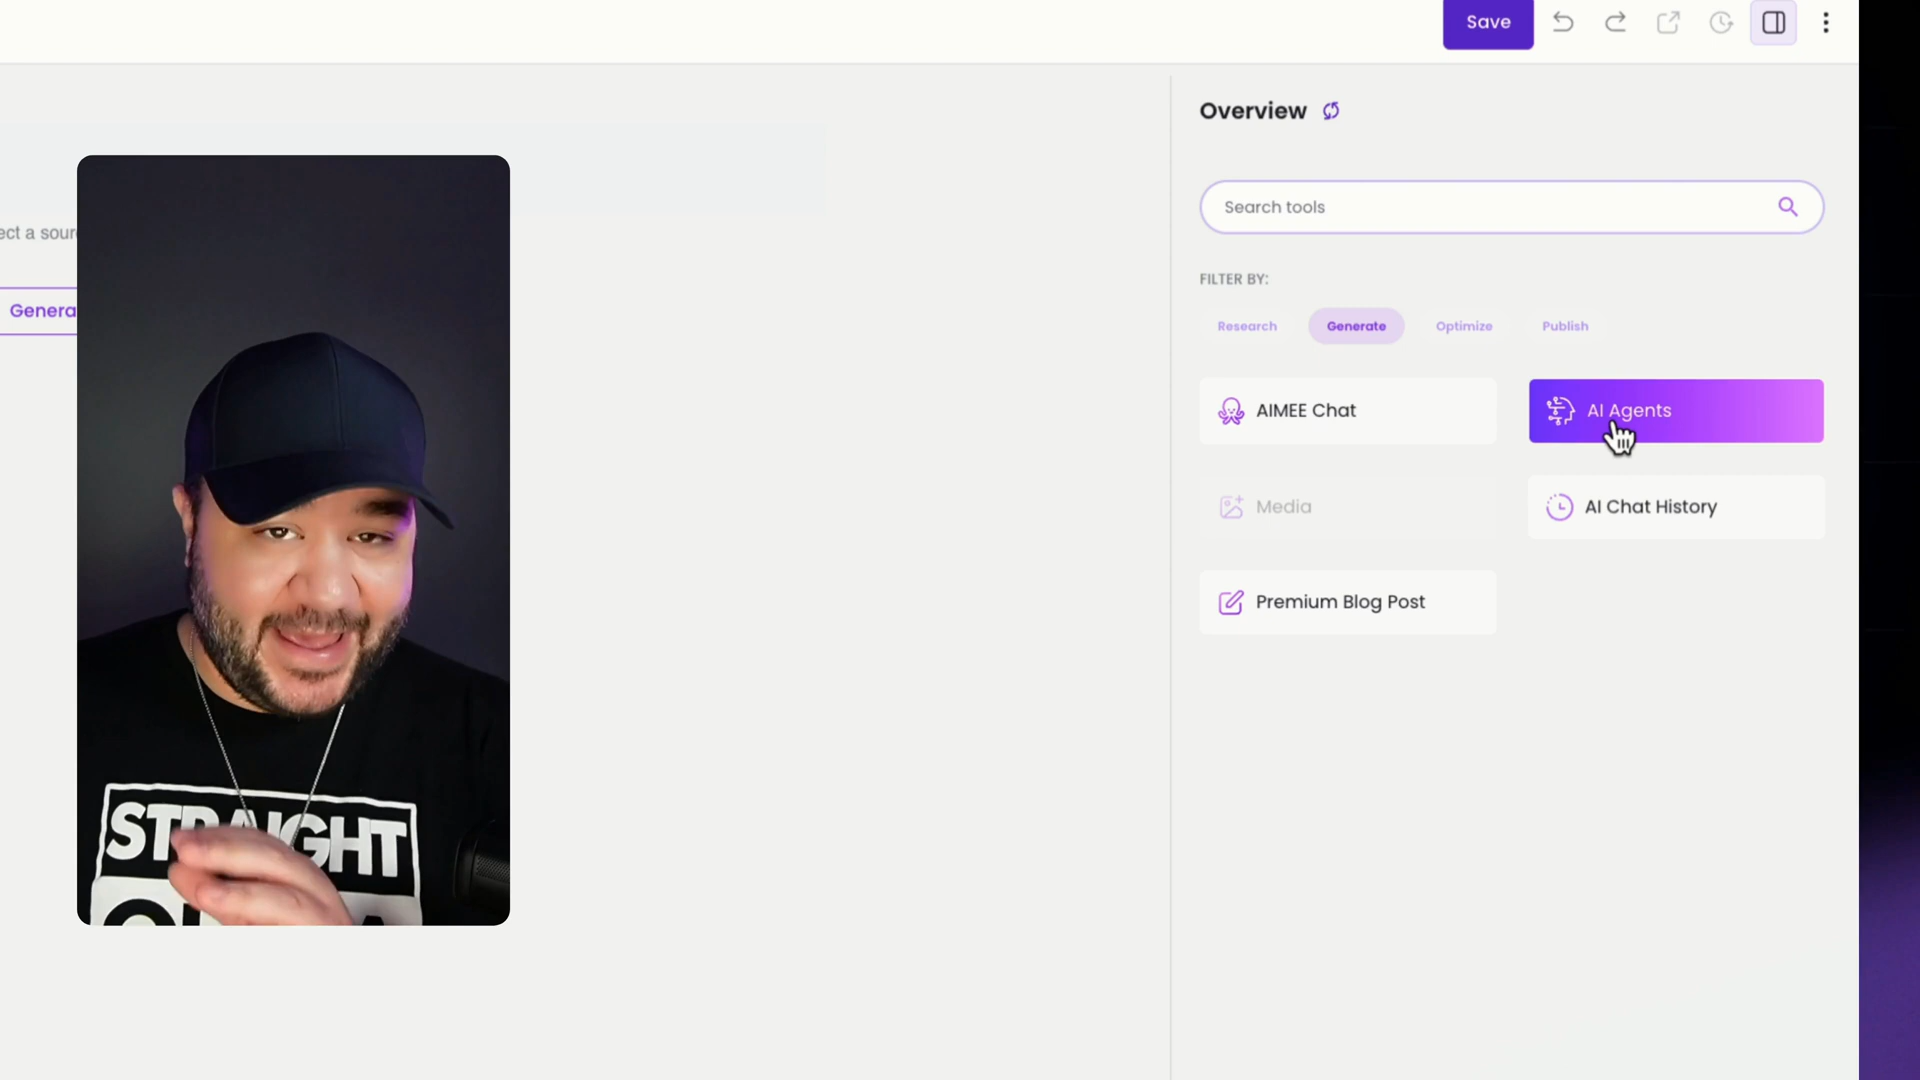 Save
Overview
ect a sour
Search tools
FILTER BY:
Genera
Research
Generate
Optimize
Publish
AIMEE Chat
AI Agents
Media
AI Chat History
Premium Blog Post
STRAIGHT